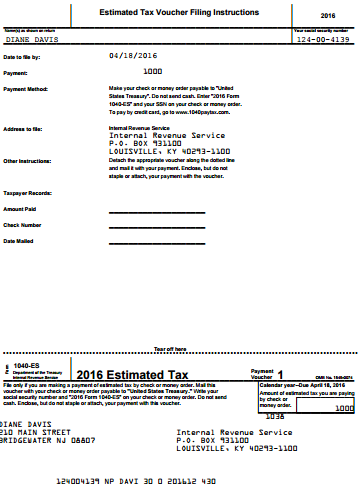 Estimated Tax Voucher Filing Instructions
2016
Name(s) as shown on return
Your social security number
DIANE DAVIS
124-00-4139
Date to file by: 04/18/2016
Payment: 1000
Payment Method: Make your check or money order payable to "United
States Treasury". Do not send cash. Enter "2016 Form
1040-ES" and your SSN on your check or money order.
To pay by credit card, go to www.1040paytax.com.
Address to file: Internal Revenue Service
Internal Revenue Service
P.O. BOX 931100
LOUISVILLE, KY 40293-1100
Other Instructions: Detach the appropriate voucher along the dotted line
and mail it with your payment. Enclose, but do not
staple or attach, your payment with the voucher.
Taxpayer Records:
Amount Paid
Check Number
Date Mailed
Tear off here
Form 1040-ES
Department of the Treasury
Internal Revenue Service
2016 Estimated Tax
Payment
Voucher 1
OMB No. 1545-0074
File only if you are making a payment of estimated tax by check or money order. Mail this
voucher with your check or money order payable to "United States Treasury." Write your
social security number and "2016 Form 1040-ES" on your check or money order. Do not send
cash. Enclose, but do not staple or attach, your payment with this voucher.
Calendar year—Due April 18, 2016
Amount of estimated tax you are paying
by check or
money order.
1000
1038
DIANE DAVIS
210 MAIN STREET
BRIDGEWATER NJ 08807
Internal Revenue Service
P.O. BOX 931100
LOUISVILLE, KY 40293-1100
124004139 NP DAVI 30 0 201612 430